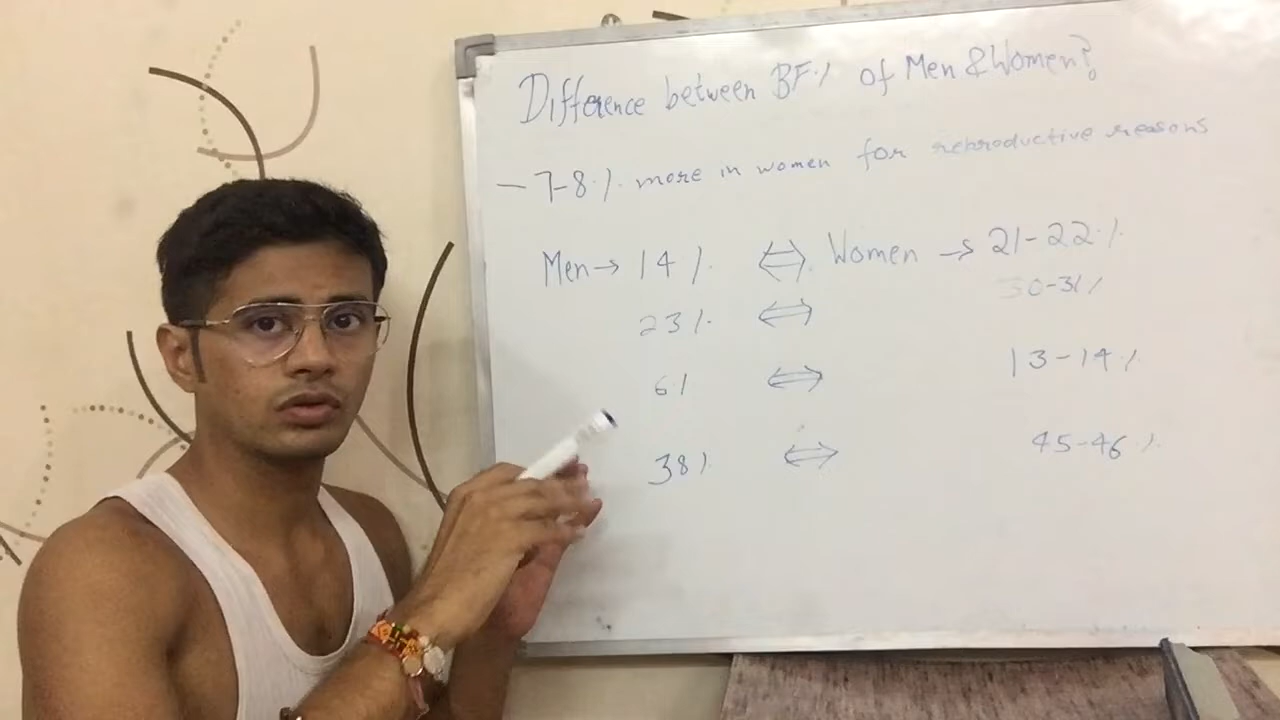 Difference between BF% of Men & Women?
— 7-8% more in women for reproductive reasons
Men → 14% ⇔ Women → 21-22%
23% ⇔ 30-31%
6% ⇔ 13-14%
38% ⇔ 45-46%